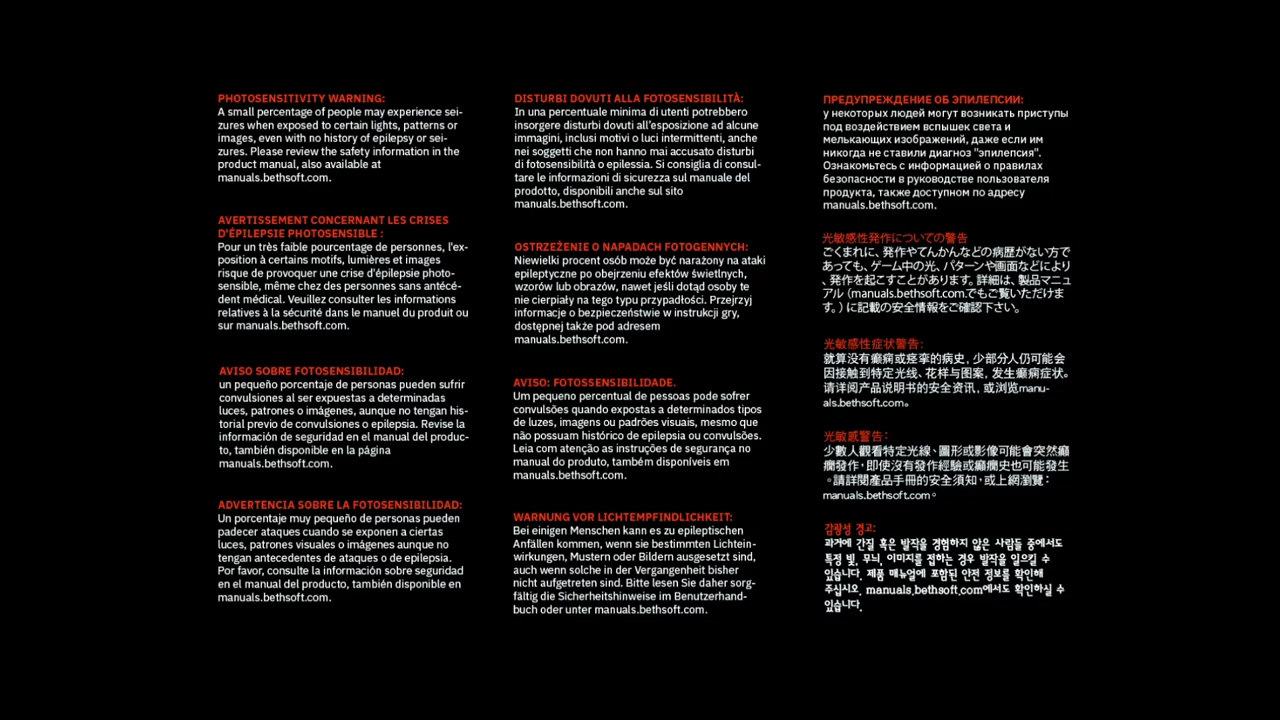 PHOTOSENSITIVITY WARNING:
A small percentage of people may experience sei-
zures when exposed to certain lights, patterns or
images, even with no history of epilepsy or sei-
zures. Please review the safety information in the
product manual, also available at
manuals.bethsoft.com.
AVERTISSEMENT CONCERNANT LES CRISES
D'ÉPILEPSIE PHOTOSENSIBLE :
Pour un très faible pourcentage de personnes, l'ex-
position à certains motifs, lumières et images
risque de provoquer une crise d'épilepsie photo-
sensible, même chez des personnes sans antécé-
dent médical. Veuillez consulter les informations
relatives à la sécurité dans le manuel du produit ou
sur manuals.bethsoft.com.
AVISO SOBRE FOTOSENSIBILIDAD:
un pequeño porcentaje de personas pueden sufrir
convulsiones al ser expuestas a determinadas
luces, patrones o imágenes, aunque no tengan his-
torial previo de convulsiones o epilepsia. Revise la
información de seguridad en el manual del produc-
to, también disponible en la página
manuals.bethsoft.com.
ADVERTENCIA SOBRE LA FOTOSENSIBILIDAD:
Un porcentaje muy pequeño de personas pueden
padecer ataques cuando se exponen a ciertas
luces, patrones visuales o imágenes aunque no
tengan antecedentes de ataques o de epilepsia.
Por favor, consulte la información sobre seguridad
en el manual del producto, también disponible en
manuals.bethsoft.com.
DISTURBI DOVUTI ALLA FOTOSENSIBILITÀ:
In una percentuale minima di utenti potrebbero
insorgere disturbi dovuti all'esposizione ad alcune
immagini, inclusi motivi o luci intermittenti, anche
nei soggetti che non hanno mai accusato disturbi
di fotosensibilità o epilessia. Si consiglia di consul-
tare le informazioni di sicurezza sul manuale del
prodotto, disponibili anche sul sito
manuals.bethsoft.com.
OSTRZEŻENIE O NAPADACH FOTOGENNYCH:
Niewielki procent osób może być narażony na ataki
epileptyczne po obejrzeniu efektów świetlnych,
wzorów lub obrazów, nawet jeśli dotąd osoby te
nie cierpiały na tego typu przypadłości. Przejrzyj
informacje o bezpieczeństwie w instrukcji gry,
dostępnej także pod adresem
manuals.bethsoft.com.
AVISO: FOTOSSENSIBILIDADE.
Um pequeno percentual de pessoas pode sofrer
convulsões quando expostas a determinados tipos
de luzes, imagens ou padrões visuais, mesmo que
não possuam histórico de epilepsia ou convulsões.
Leia com atenção as instruções de segurança no
manual do produto, também disponíveis em
manuals.bethsoft.com.
WARNUNG VOR LICHTEMPFINDLICHKEIT:
Bei einigen Menschen kann es zu epileptischen
Anfällen kommen, wenn sie bestimmten Lichtein-
wirkungen, Mustern oder Bildern ausgesetzt sind,
auch wenn solche in der Vergangenheit bisher
nicht aufgetreten sind. Bitte lesen Sie daher sorg-
fältig die Sicherheitshinweise im Benutzerhand-
buch oder unter manuals.bethsoft.com.
ПРЕДУПРЕЖДЕНИЕ ОБ ЭПИЛЕПСИИ:
у некоторых людей могут возникать приступы
под воздействием вспышек света и
мелькающих изображений, даже если им
никогда не ставили диагноз "эпилепсия".
Ознакомьтесь с информацией о правилах
безопасности в руководстве пользователя
продукта, также доступном по адресу
manuals.bethsoft.com.
光敏感性発作についての警告
ごくまれに、発作やてんかんなどの病歴がない方で
あっても、ゲーム中の光、パターンや画面などにより
、発作を起こすことがあります。詳細は、製品マニュ
アル (manuals.bethsoft.comでもご覧いただけま
す。) に記載の安全情報をご確認下さい。
光敏感性症状警告:
就算没有癫痫或痉挛的病史，少部分人仍可能会
因接触到特定光线、花样与图案，发生癫痫症状。
请详阅产品说明书的安全资讯，或浏览manu-
als.bethsoft.com。
光敏感警告：
少數人觀看特定光線、圖形或影像可能會突然癲
癇發作，即使沒有發作經驗或癲癇史也可能發生
。請詳閱產品手冊的安全須知，或上網瀏覽：
manuals.bethsoft.com。
감광성 경고:
과거에 간질 혹은 발작을 경험하지 않은 사람들 중에서도
특정 빛, 무늬, 이미지를 접하는 경우 발작을 일으킬 수
있습니다. 제품 매뉴얼에 포함된 안전 정보를 확인해
주십시오. manuals.bethsoft.com에서도 확인하실 수
있습니다.